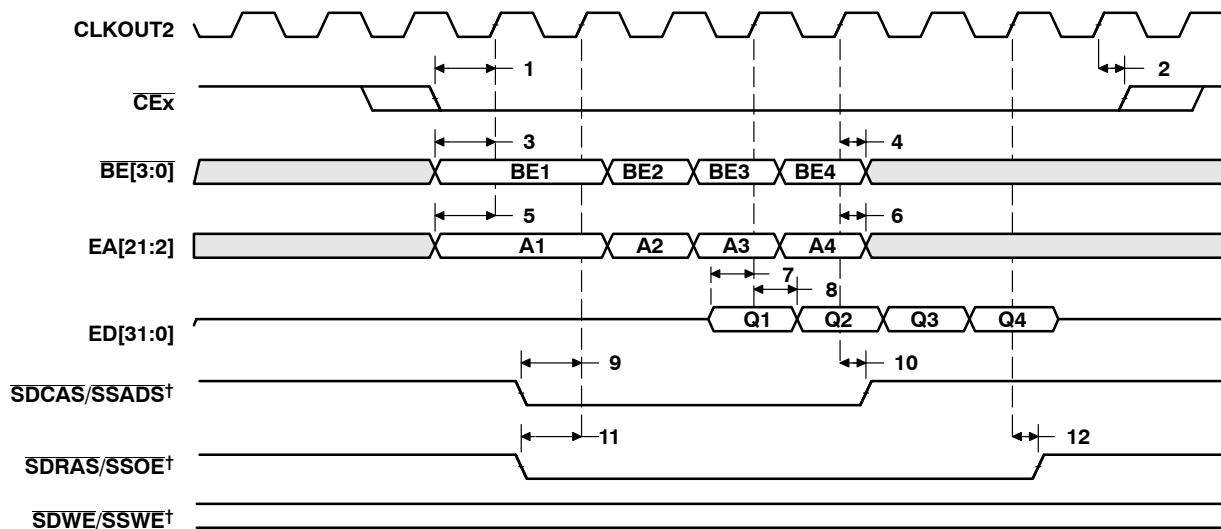 CLKOUT2
1
2
CEx
3
4
BE[3:0]
BE1 BE2 BE3 BE4
5
6
EA[21:2]
A1 A2 A3 A4
7
8
ED[31:0]
Q1 Q2 Q3 Q4
9
10
SDCAS/SSADS†
11
12
SDRAS/SSOE†
SDWE/SSWE†